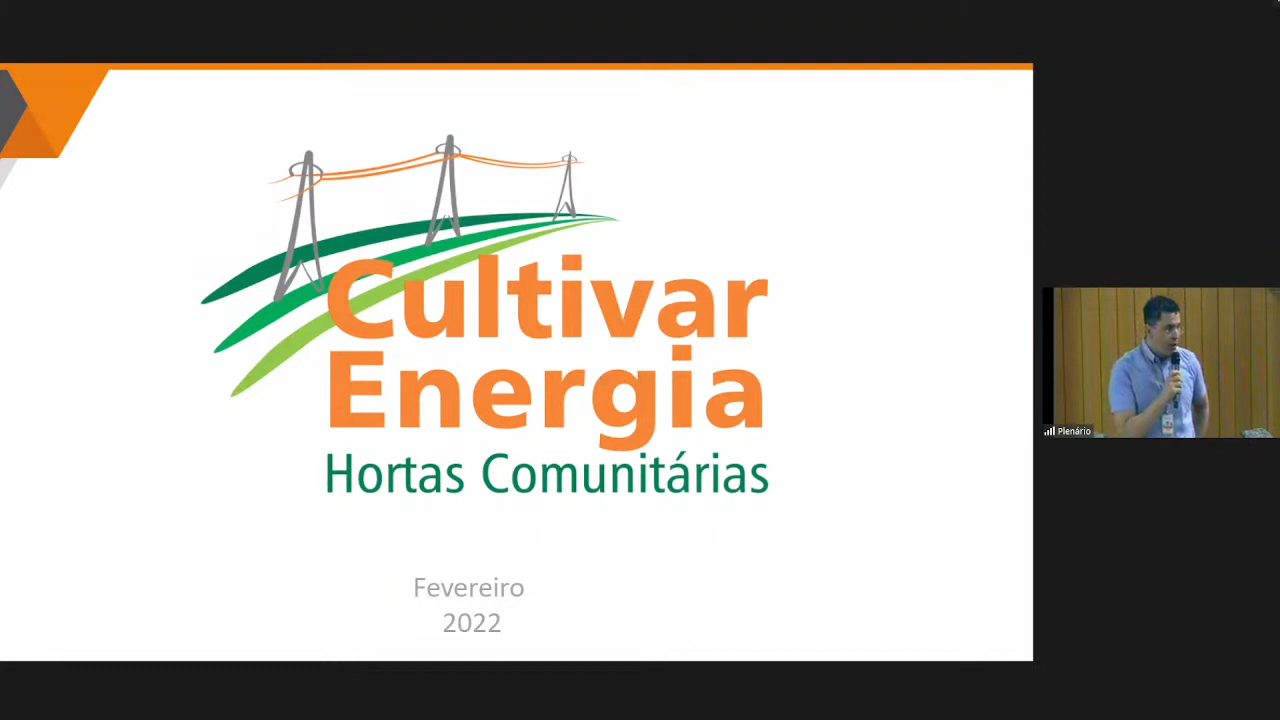 Cultivar
Energia
Hortas Comunitárias
Fevereiro
2022
Plenário